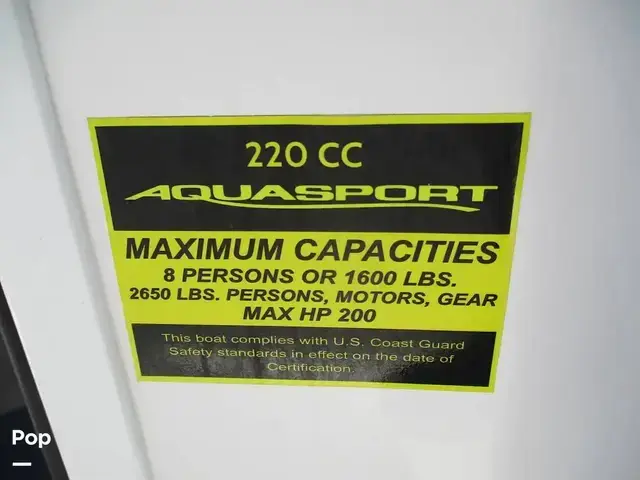 220 CC
AQUASPORT
MAXIMUM CAPACITIES
8 PERSONS OR 1600 LBS.
2650 LBS. PERSONS, MOTORS, GEAR
MAX HP 200
This boat complies with U.S. Coast Guard
Safety standards in effect on the date of
Certification.
Pop